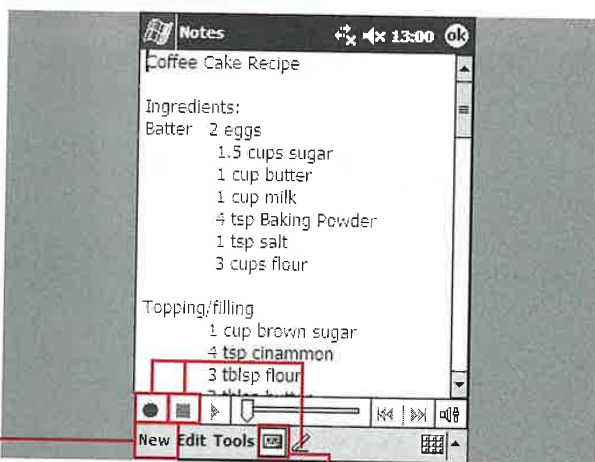 Notes 13:00 ok
Coffee Cake Recipe
Ingredients:
Batter 2 eggs
1.5 cups sugar
1 cup butter
1 cup milk
4 tsp Baking Powder
1 tsp salt
3 cups flour
Topping/filling
1 cup brown sugar
4 tsp cinammon
3 tblsp flour
New Edit Tools